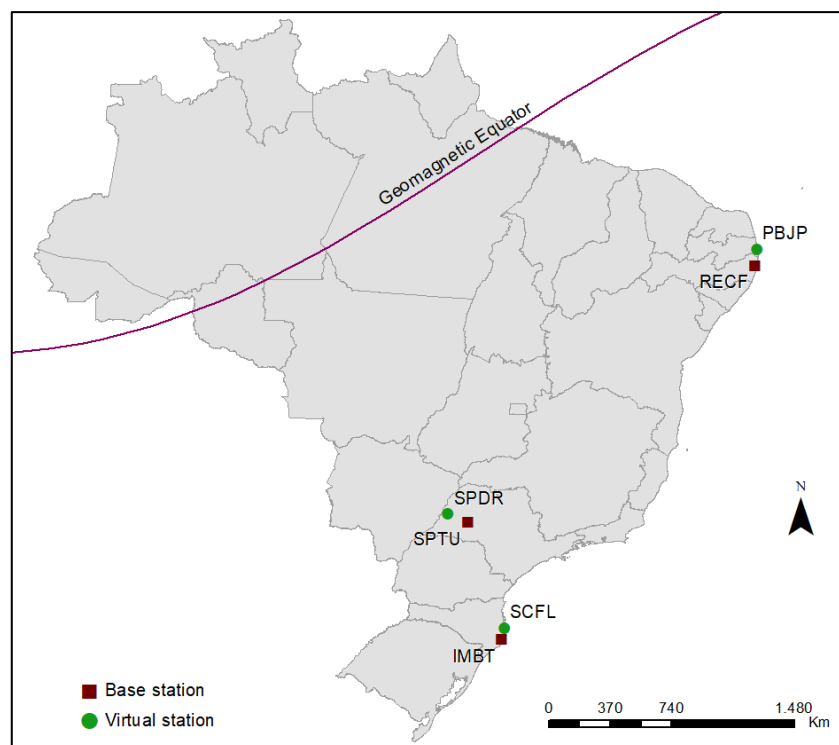 Geomagnetic Equator
PBJP
RECF
SPDR
SPTU
N
SCFL
IMBT
Base station
Virtual station
0 370 740 1.480
Km